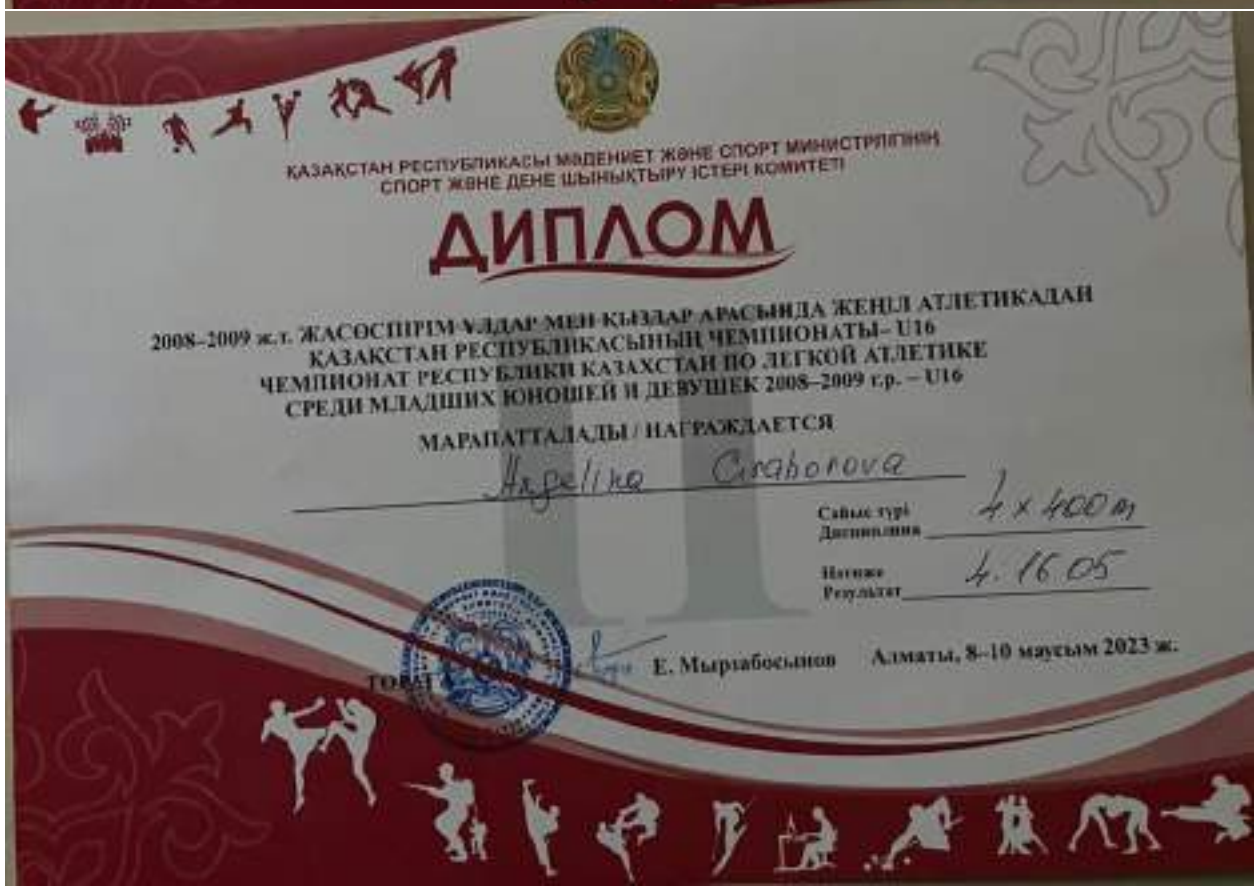 ҚАЗАҚСТАН РЕСПУБЛИКАСЫ МӘДЕНИЕТ ЖӘНЕ СПОРТ МИНИСТРЛІГІНІҢ
СПОРТ ЖӘНЕ ДЕНЕ ШЫНЫҚТЫРУ ІСТЕРІ КОМИТЕТІ
ДИПЛОМ
2008–2009 ж.т. ЖАСӨСПІРІМ ҰЛДАР МЕН ҚЫЗДАР АРАСЫНДА ЖЕҢІЛ АТЛЕТИКАДАН
ҚАЗАҚСТАН РЕСПУБЛИКАСЫНЫҢ ЧЕМПИОНАТЫ– U16
ЧЕМПИОНАТ РЕСПУБЛИКИ КАЗАХСТАН ПО ЛЕГКОЙ АТЛЕТИКЕ
СРЕДИ МЛАДШИХ ЮНОШЕЙ И ДЕВУШЕК 2008–2009 г.р. – U16
II
МАРАПАТТАЛАДЫ / НАГРАЖДАЕТСЯ
Angelina
Сайыс түрі
Дисциплина 4 x 400 m
Нәтиже
Результат 4. 16 05
Е. Мырзабосынов Алматы, 8–10 маусым 2023 ж.